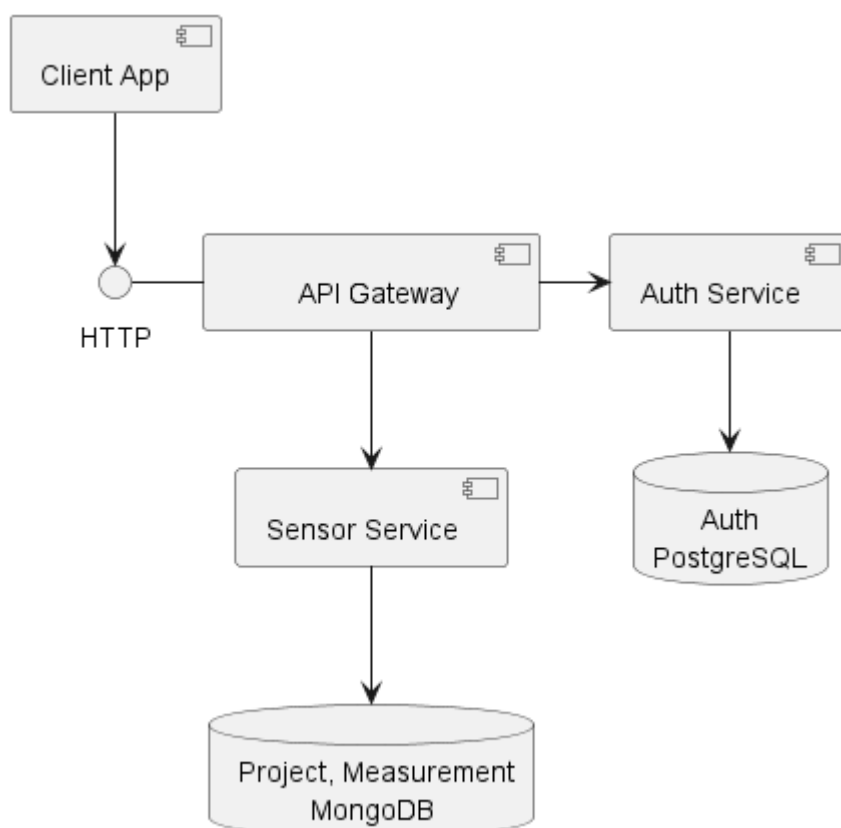 Client App
HTTP
API Gateway
Auth Service
Sensor Service
Auth
PostgreSQL
Project, Measurement
MongoDB